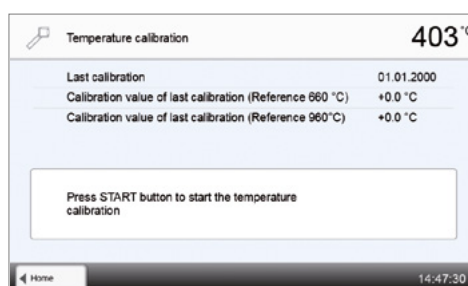 Temperature calibration 403 °C
Last calibration 01.01.2000
Calibration value of last calibration (Reference 660 °C) +0.0 °C
Calibration value of last calibration (Reference 960°C) +0.0 °C
Press START button to start the temperature
calibration
Home 14:47:30